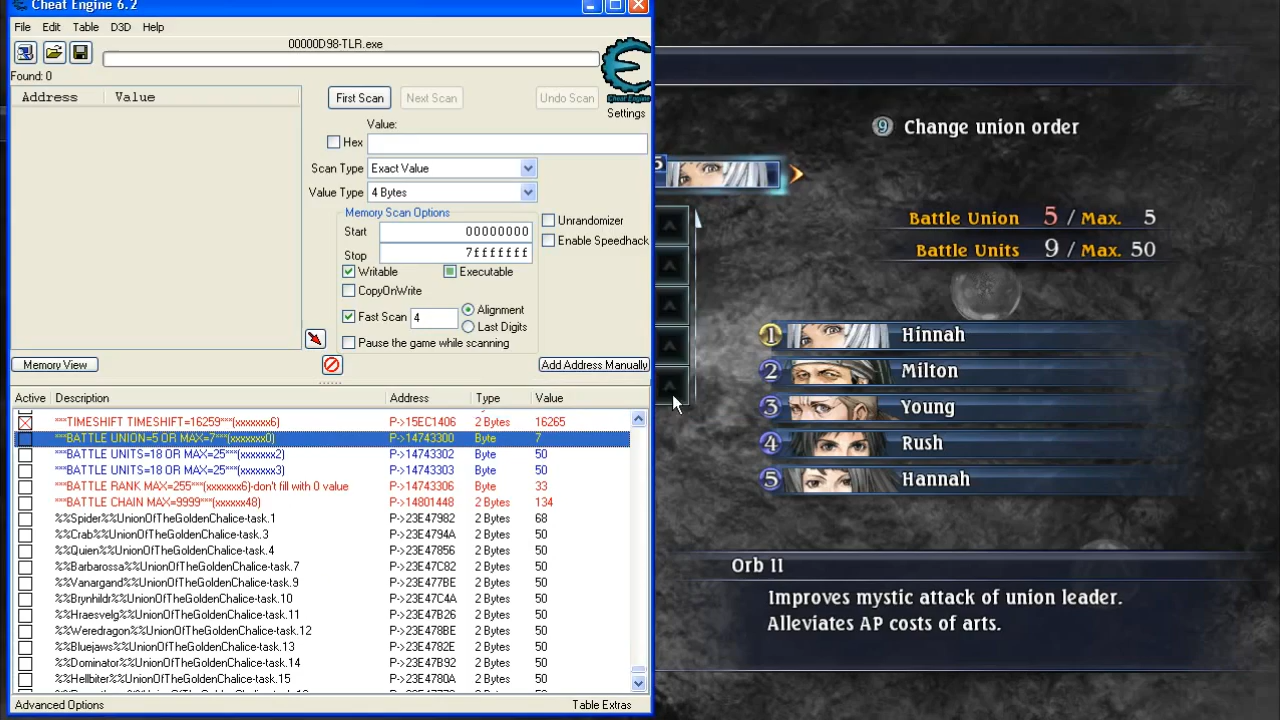 Cheat Engine 6.2
File Edit Table D3D Help
00000D98-TLR.exe
Found: 0
Address Value
First Scan Next Scan Undo Scan
Cheat Engine
Settings
Value:
Hex
Scan Type Exact Value
Value Type 4 Bytes
Memory Scan Options
Start 00000000
Stop 7fffffff
Unrandomizer
Enable Speedhack
Writable Executable
CopyOnWrite
Fast Scan 4 Alignment
Last Digits
Pause the game while scanning
Memory View Add Address Manually
Active Description Address Type Value
***TIMESHIFT TIMESHIFT=16259***(xxxxxxx6) P->15EC1406 2 Bytes 16265
***BATTLE UNION=5 OR MAX=7***(xxxxxxx0) P->14743300 Byte 7
***BATTLE UNITS=18 OR MAX=25***(xxxxxxx2) P->14743302 Byte 50
***BATTLE UNITS=18 OR MAX=25***(xxxxxxx3) P->14743303 Byte 50
***BATTLE RANK MAX=255***(xxxxxxx6)-don't fill with 0 value P->14743306 Byte 33
***BATTLE CHAIN MAX=9999***(xxxxxx48) P->14801448 2 Bytes 134
%%Spider%%UnionOfTheGoldenChalice-task.1 P->23E47982 2 Bytes 68
%%Crab%%UnionOfTheGoldenChalice-task.3 P->23E4794A 2 Bytes 50
%%Quien%%UnionOfTheGoldenChalice-task.4 P->23E47856 2 Bytes 50
%%Barbarossa%%UnionOfTheGoldenChalice-task.7 P->23E47C82 2 Bytes 50
%%Vanargand%%UnionOfTheGoldenChalice-task.9 P->23E477BE 2 Bytes 50
%%Brynhildr%%UnionOfTheGoldenChalice-task.10 P->23E47C4A 2 Bytes 50
%%Hraesvelg%%UnionOfTheGoldenChalice-task.11 P->23E47B26 2 Bytes 50
%%Weredragon%%UnionOfTheGoldenChalice-task.12 P->23E478BE 2 Bytes 50
%%Bluejaws%%UnionOfTheGoldenChalice-task.13 P->23E4782E 2 Bytes 50
%%Dominator%%UnionOfTheGoldenChalice-task.14 P->23E47B92 2 Bytes 50
%%Hellbiter%%UnionOfTheGoldenChalice-task.15 P->23E4780A 2 Bytes 50
Advanced Options Table Extras
9 Change union order
5
Battle Union 5 / Max. 5
Battle Units 9 / Max. 50
1 Hinnah
2 Milton
3 Young
4 Rush
5 Hannah
Orb II
Improves mystic attack of union leader.
Alleviates AP costs of arts.